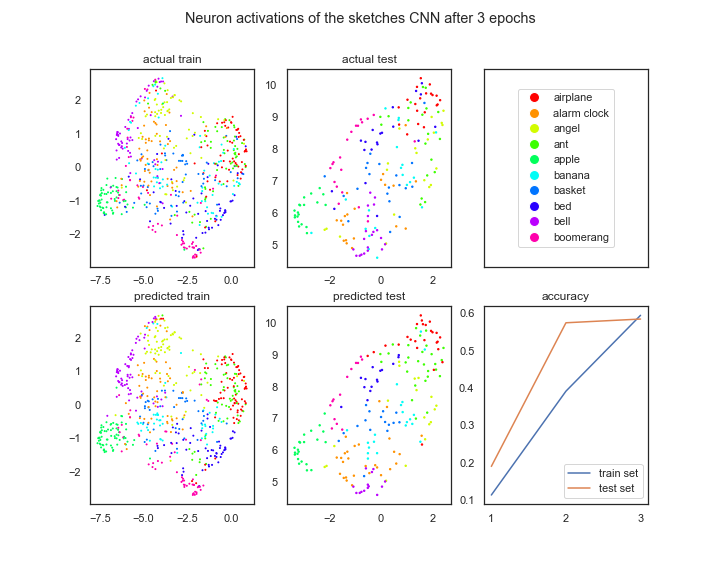 Neuron activations of the sketches CNN after 3 epochs
actual train
actual test
2
1
0
−1
−2
−7.5 −5.0 −2.5 0.0
10
9
8
7
6
5
−2 0 2
airplane
alarm clock
angel
ant
apple
banana
basket
bed
bell
boomerang
predicted train
predicted test
accuracy
2
1
0
−1
−2
−7.5 −5.0 −2.5 0.0
10
9
8
7
6
5
−2 0 2
0.6
0.5
0.4
0.3
0.2
0.1
train set
test set
1 2 3